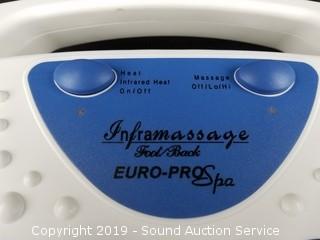 Heat
Infrared Heat
On/Off
Massage
Off/Lo/Hi
Inframassage
Foot/Back
EURO-PRO Spa
Copyright 2019 - Sound Auction Service